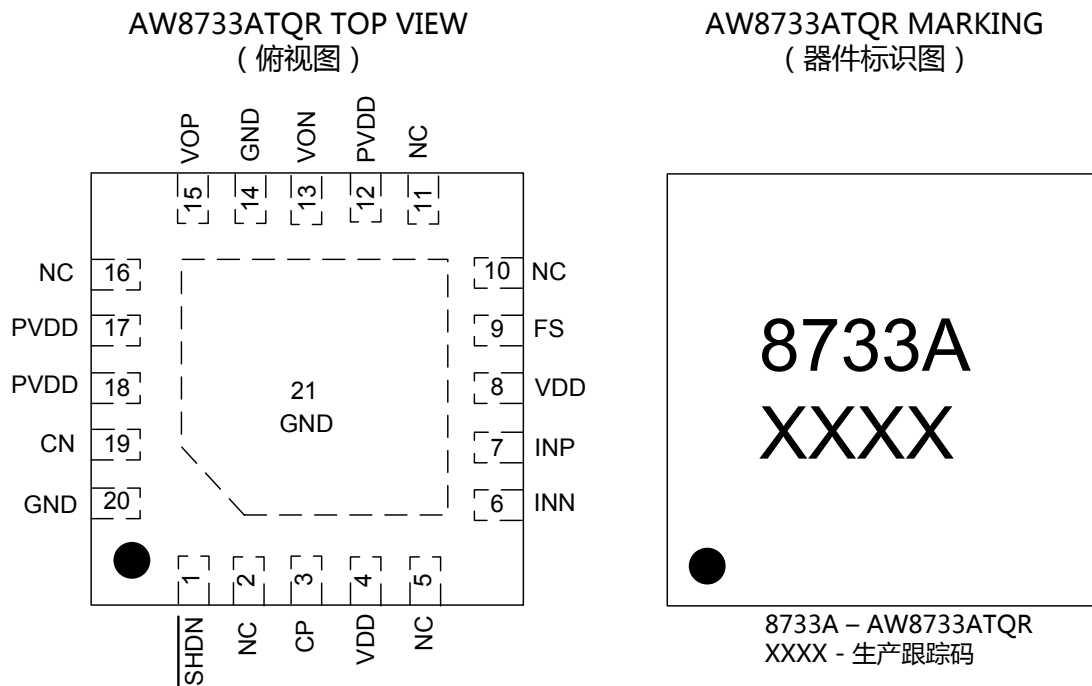 AW8733ATQR TOP VIEW
（俯视图）
AW8733ATQR MARKING
（器件标识图）
VOP
GND
VON
PVDD
NC
15
14
13
12
11
NC 16
10 NC
PVDD 17
9 FS
PVDD 18
8 VDD
21
GND
CN 19
7 INP
GND 20
6 INN
1
2
3
4
5
SHDN
NC
CP
VDD
NC
8733A
XXXX
8733A – AW8733ATQR
XXXX - 生产跟踪码